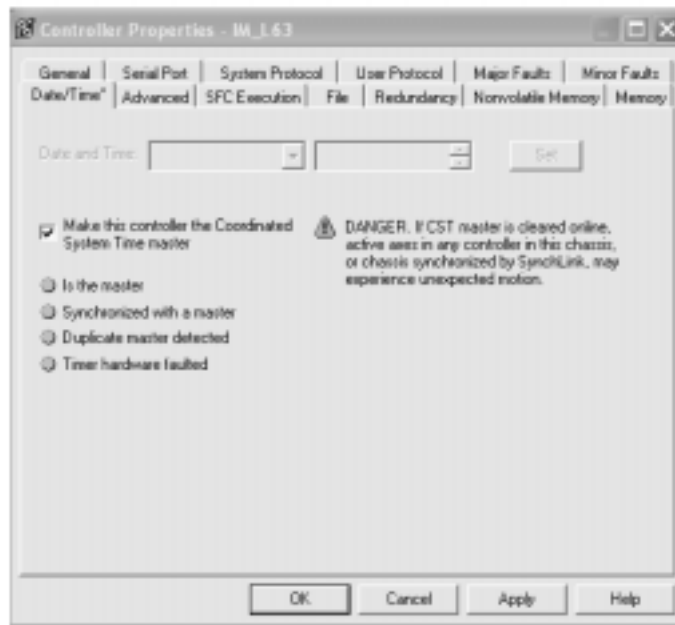 Controller Properties - IM_L63
General Serial Port System Protocol User Protocol Major Faults Minor Faults
Date/Time* Advanced SFC Execution File Redundancy Nonvolatile Memory Memory
Date and Time: Set
Make this controller the Coordinated
System Time master
DANGER. If CST master is cleared online,
active axes in any controller in this chassis,
or chassis synchronized by SynchLink, may
experience unexpected motion.
Is the master
Synchronized with a master
Duplicate master detected
Timer hardware faulted
OK Cancel Apply Help